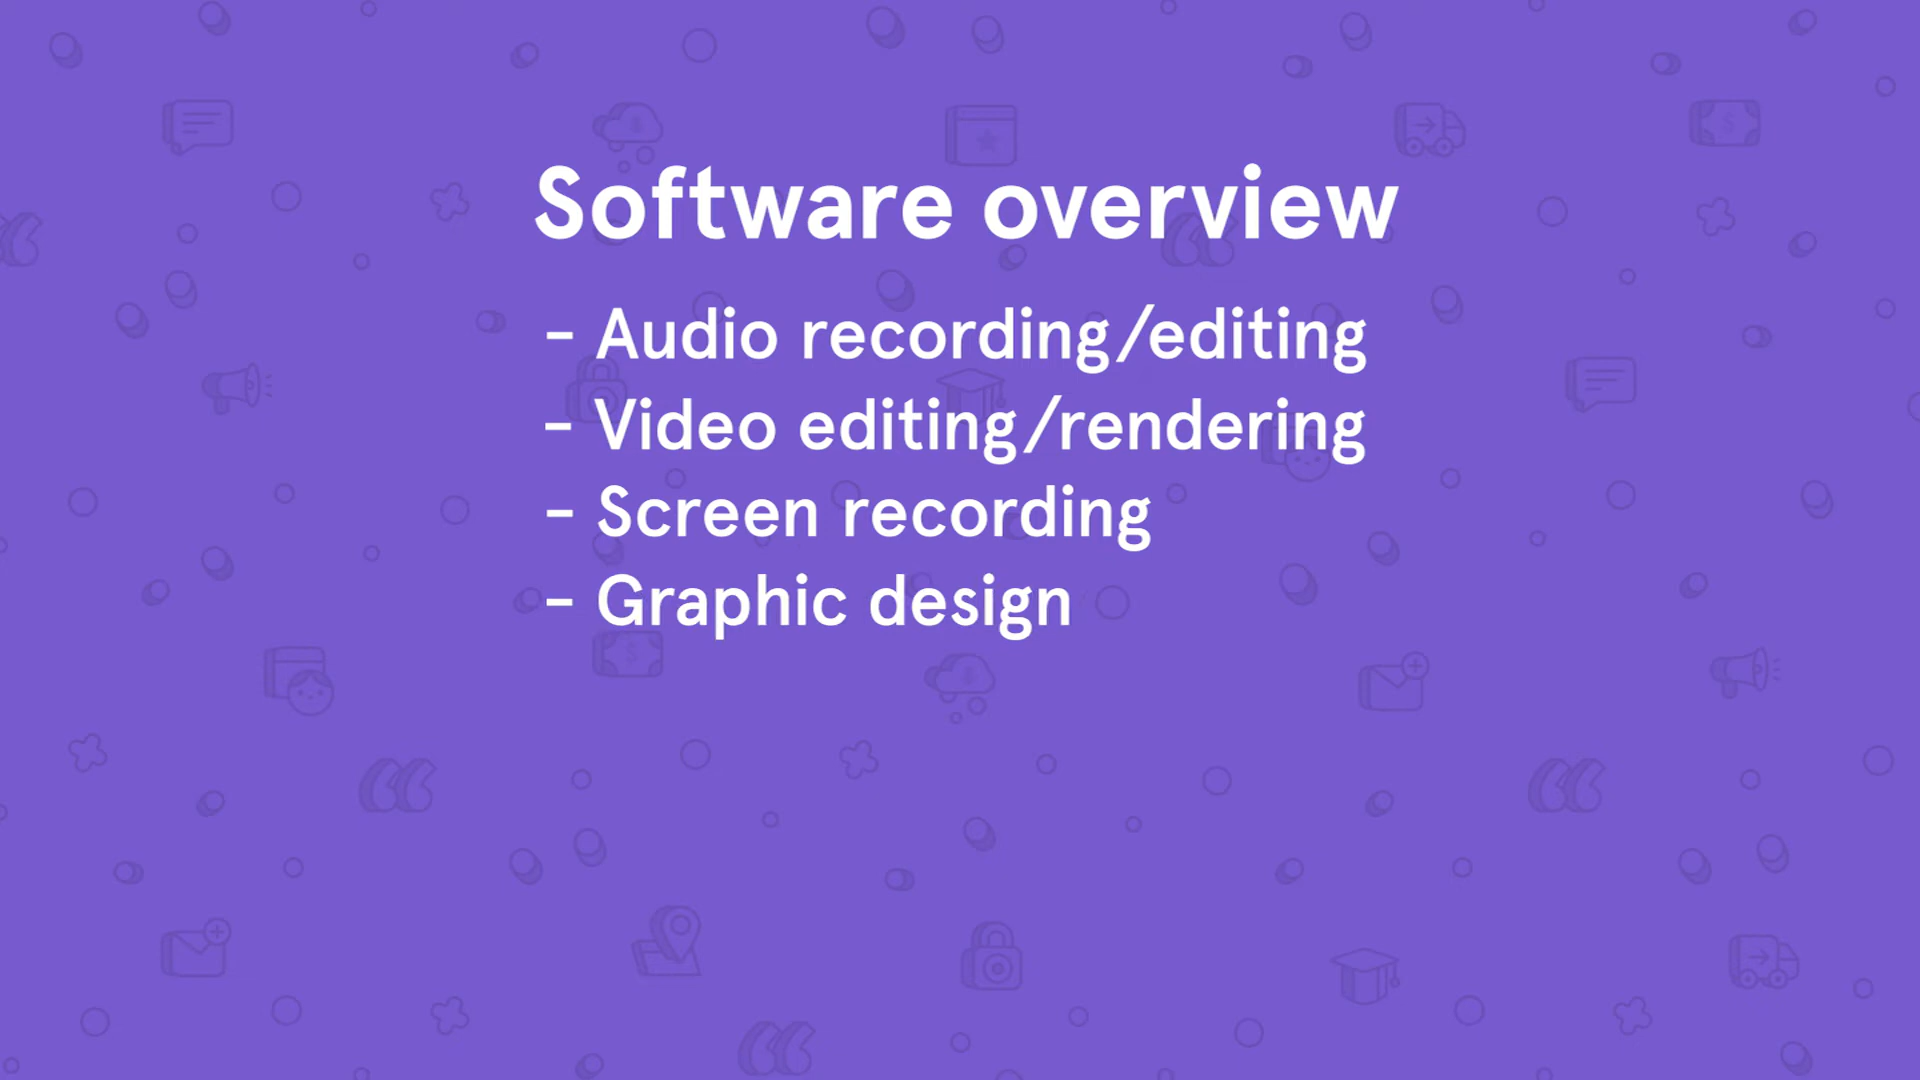 Software overview
- Audio recording/editing
- Video editing/rendering
- Screen recording
- Graphic design